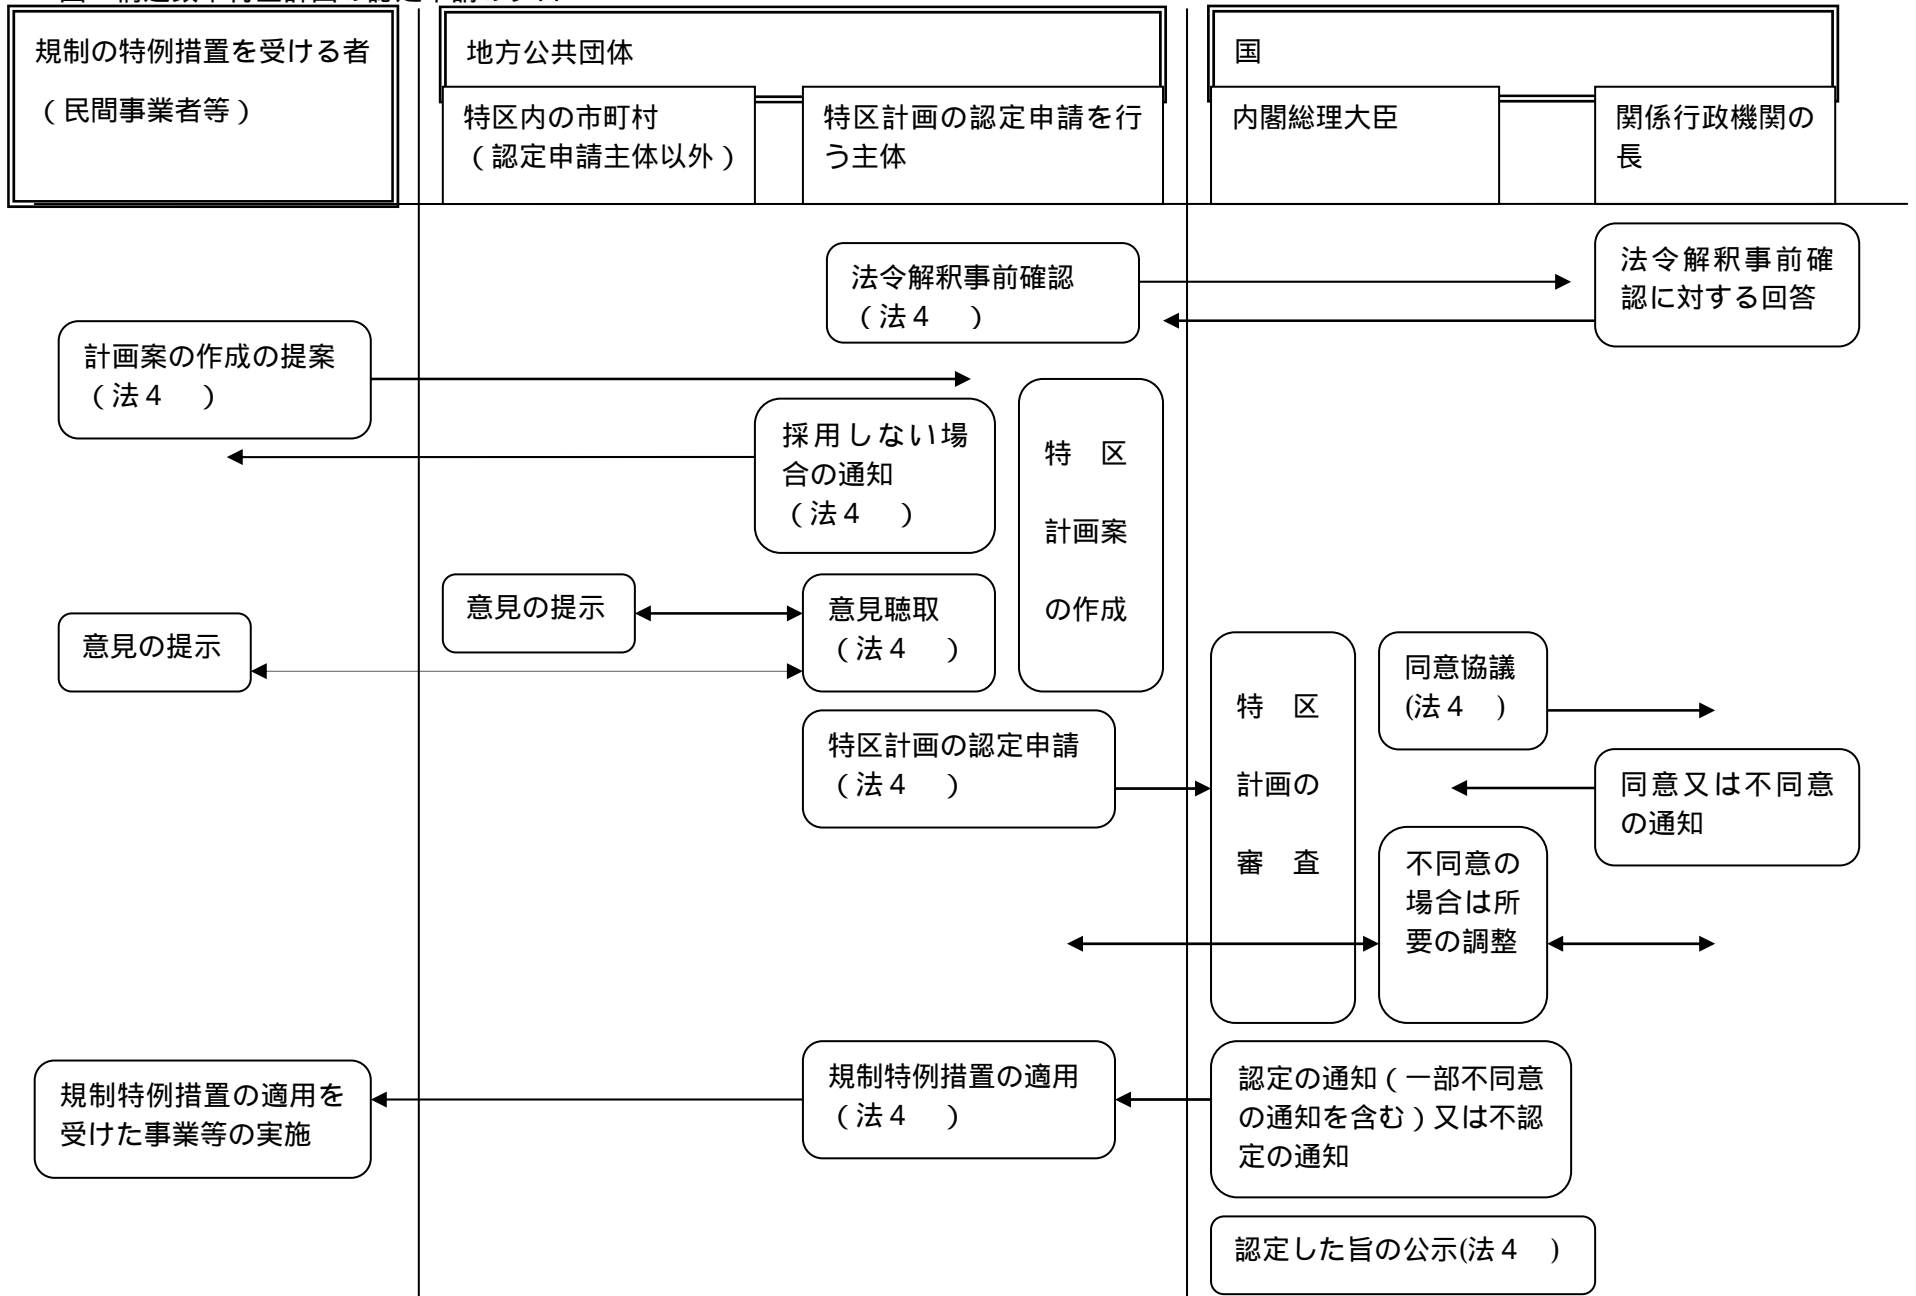 規制の特例措置を受ける者
（民間事業者等）
地方公共団体
特区内の市町村
（認定申請主体以外）
特区計画の認定申請を行
う主体
国
内閣総理大臣
関係行政機関の
長
法令解釈事前確認
（法４　）
法令解釈事前確
認に対する回答
計画案の作成の提案
（法４　）
採用しない場
合の通知
（法４　）
特　区
計画案
の作成
意見の提示
意見聴取
（法４　）
意見の提示
特区計画の認定申請
（法４　）
特　区
計画の
審　査
同意協議
(法４　)
同意又は不同意
の通知
不同意の
場合は所
要の調整
規制特例措置の適用を
受けた事業等の実施
規制特例措置の適用
（法４　）
認定の通知（一部不同意
の通知を含む）又は不認
定の通知
認定した旨の公示(法４　)